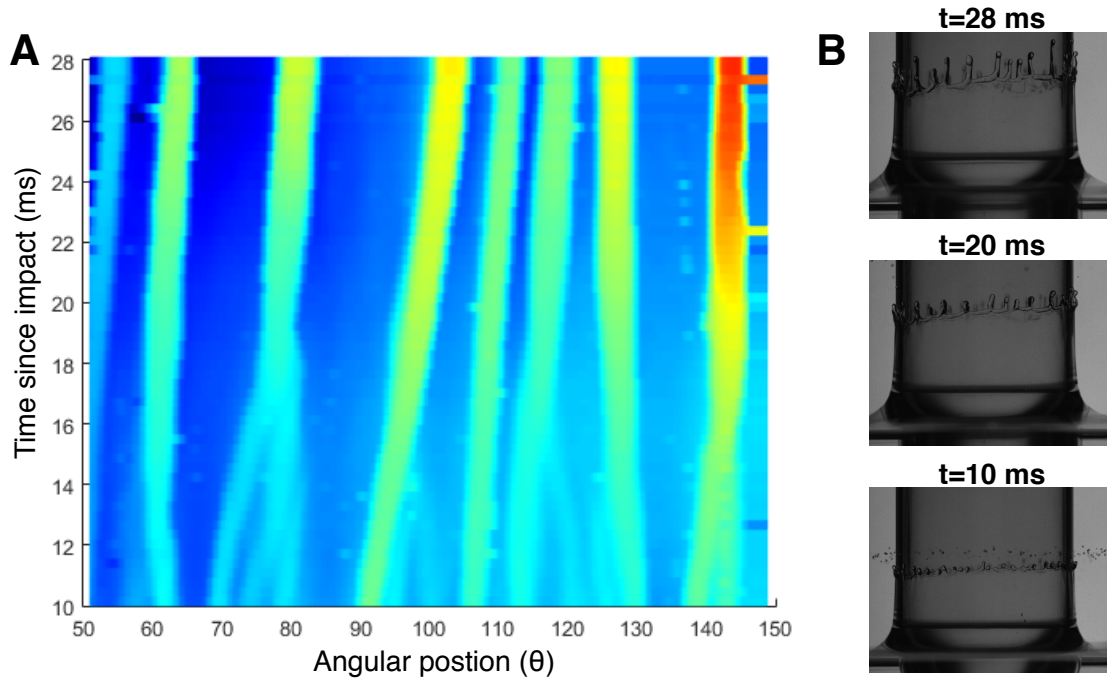 A
B
t=28 ms
28
26
24
22
20
18
16
14
12
10
Time since impact (ms)
50 60 70 80 90 100 110 120 130 140 150
Angular postion (θ)
t=20 ms
t=10 ms